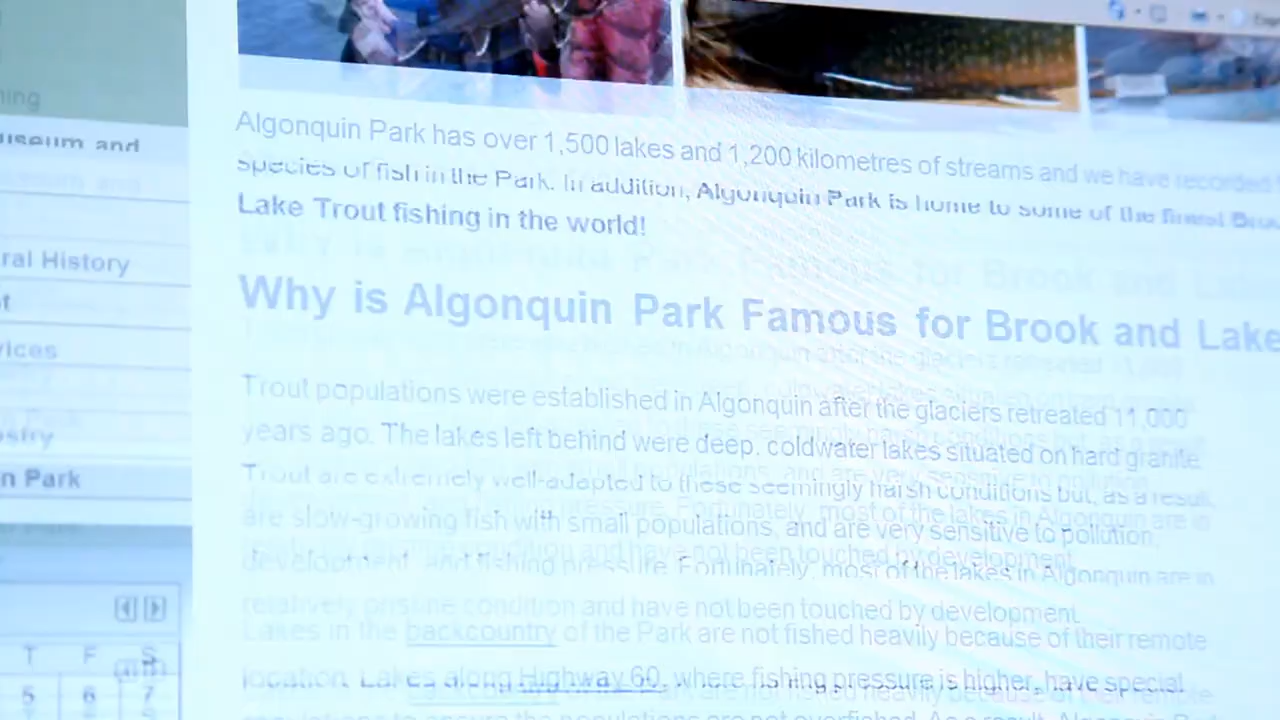 Algonquin Park has over 1,500 lakes and 1,200 kilometres of streams and we have recorded
species of fish in the Park. In addition, Algonquin Park is home to some of the finest
Lake Trout fishing in the world!
Why is Algonquin Park Famous for Brook and Lake
Trout populations were established in Algonquin after the glaciers retreated 11,000
years ago. The lakes left behind were deep, coldwater lakes situated on hard granite.
Trout are extremely well-adapted to these seemingly harsh conditions but, as a result,
are slow-growing fish with small populations, and are very sensitive to pollution,
development, and fishing pressure. Fortunately, most of the lakes in Algonquin are in
relatively pristine condition and have not been touched by development.
Lakes in the backcountry of the Park are not fished heavily because of their remote
location. Lakes along Highway 60, where fishing pressure is higher, have special
useum and
ral History
vices
n Park
T F S
5 6 7